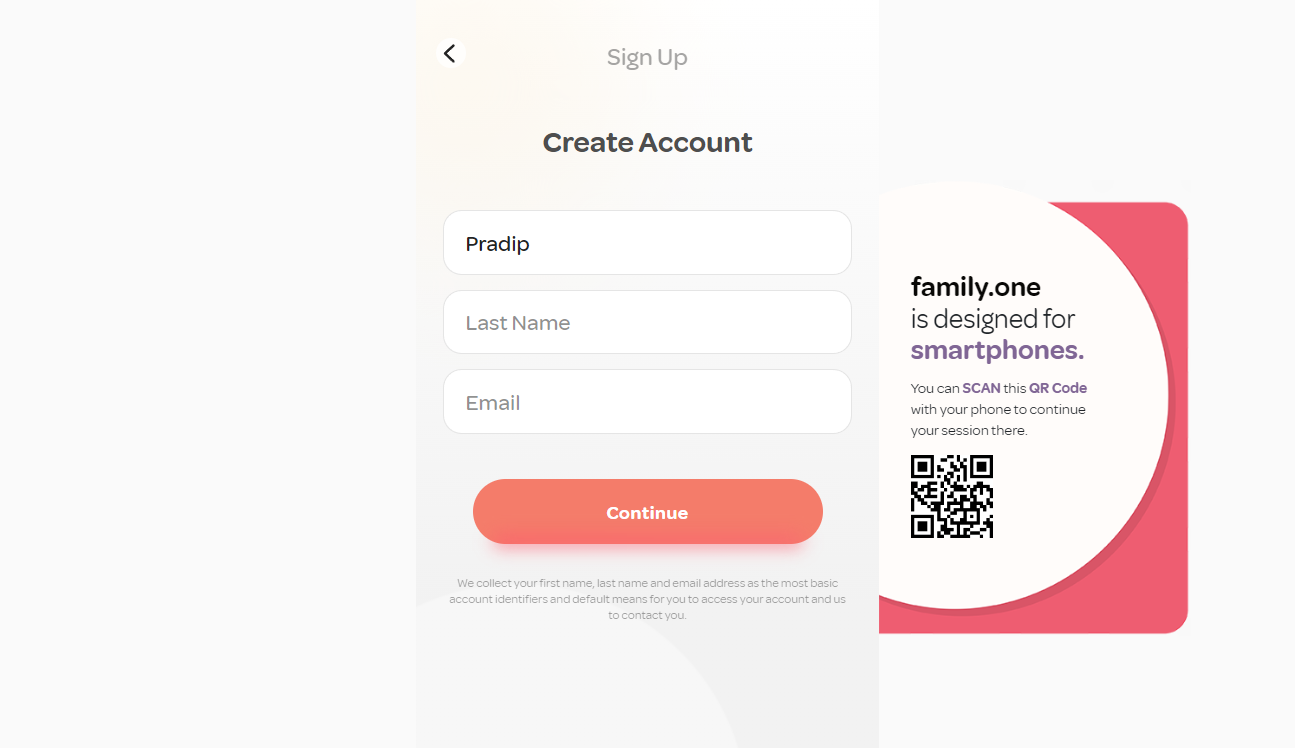 Sign Up
Create Account
Pradip
Last Name
Email
Continue
We collect your first name, last name and email address as the most basic
account identifiers and default means for you to access your account and us
to contact you.
family.one
is designed for
smartphones.
You can SCAN this QR Code
with your phone to continue
your session there.